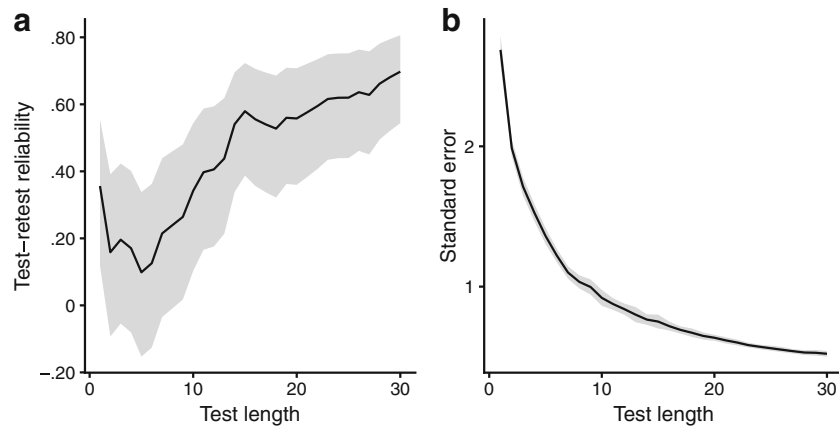 a
Test−retest reliability
.80
.60
.40
.20
0
−.20
0
10
20
30
Test length
b
Standard error
2
1
0
10
20
30
Test length